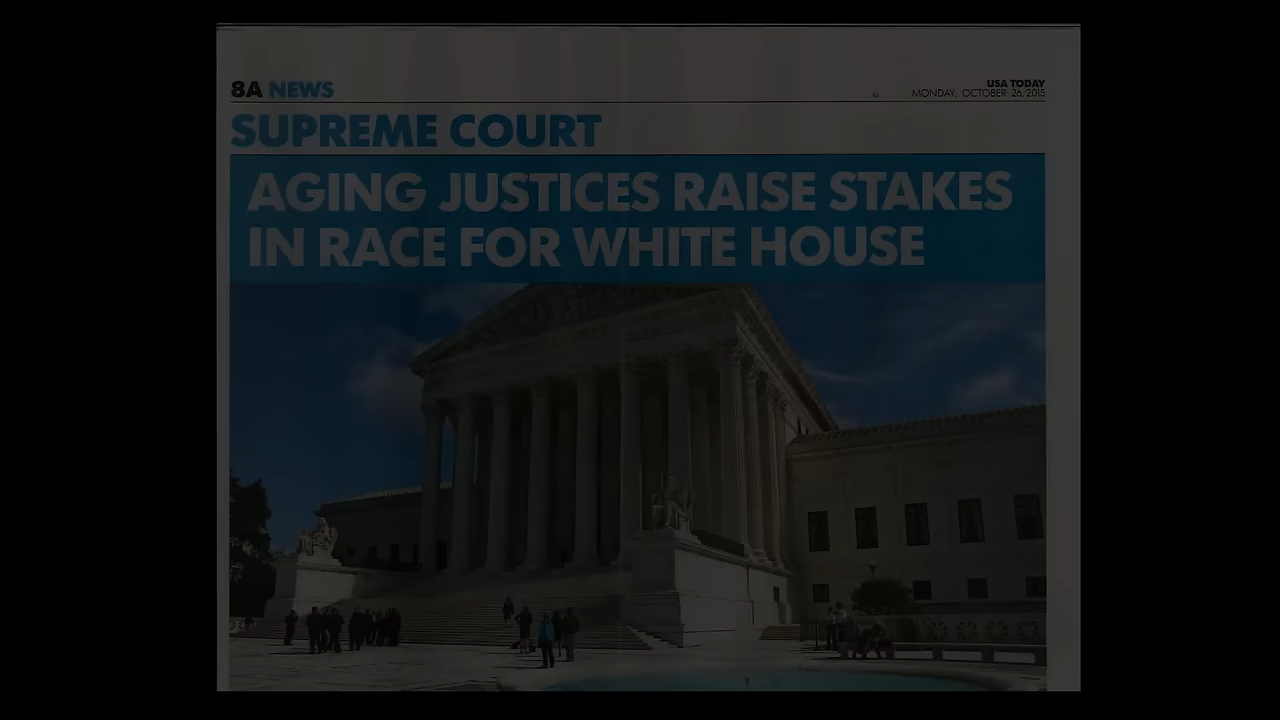 8A NEWS
USA TODAY
MONDAY, OCTOBER 26, 2015
SUPREME COURT
AGING JUSTICES RAISE STAKES
IN RACE FOR WHITE HOUSE